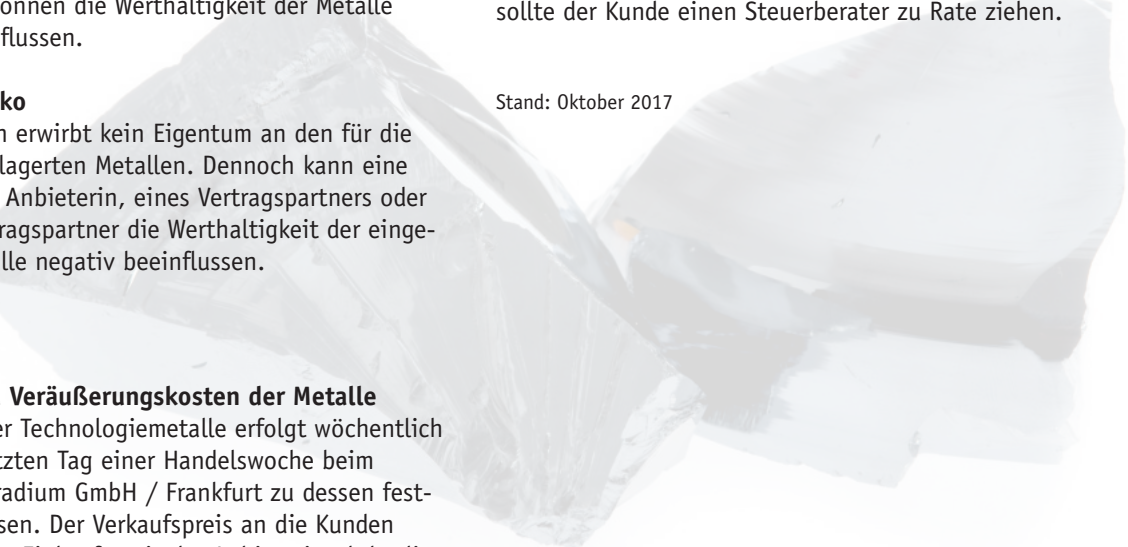 önnen die Werthaltigkeit der Metalle
flussen.
ko
n erwirbt kein Eigentum an den für die
lagerten Metallen. Dennoch kann eine
Anbieterin, eines Vertragspartners oder
ragspartner die Werthaltigkeit der einge-
lle negativ beeinflussen.
Veräußerungskosten der Metalle
er Technologiemetalle erfolgt wöchentlich
tzten Tag einer Handelswoche beim
radium GmbH / Frankfurt zu dessen fest-
sen. Der Verkaufspreis an die Kunden
sollte der Kunde einen Steuerberater zu Rate ziehen.
Stand: Oktober 2017